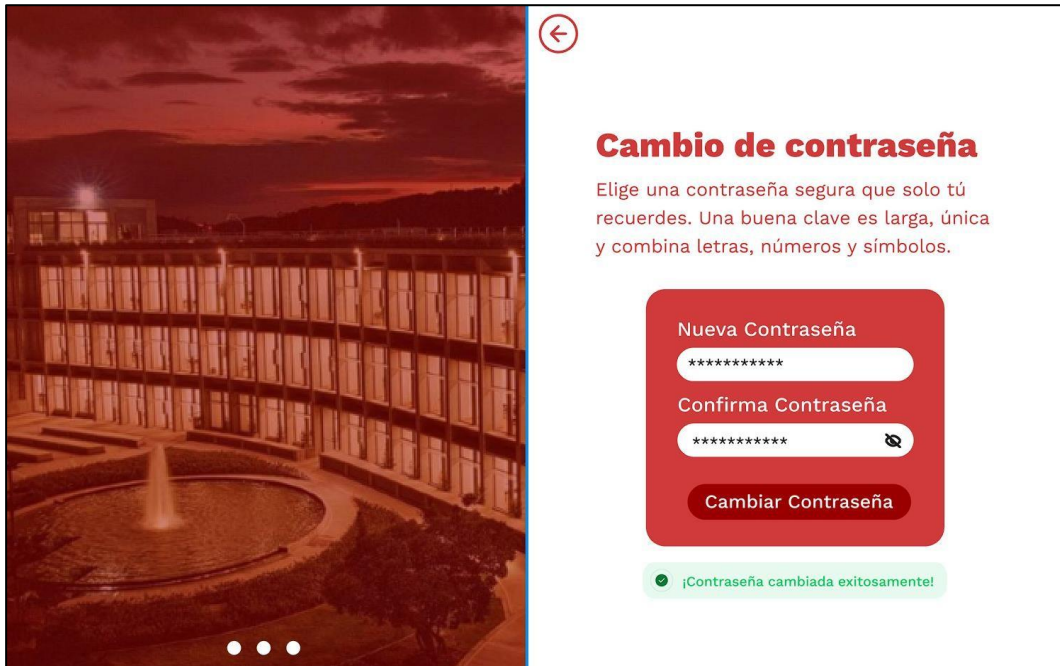 Cambio de contraseña
Elige una contraseña segura que solo tú
recuerdes. Una buena clave es larga, única
y combina letras, números y símbolos.
Nueva Contraseña
***********
Confirma Contraseña
***********
Cambiar Contraseña
¡Contraseña cambiada exitosamente!